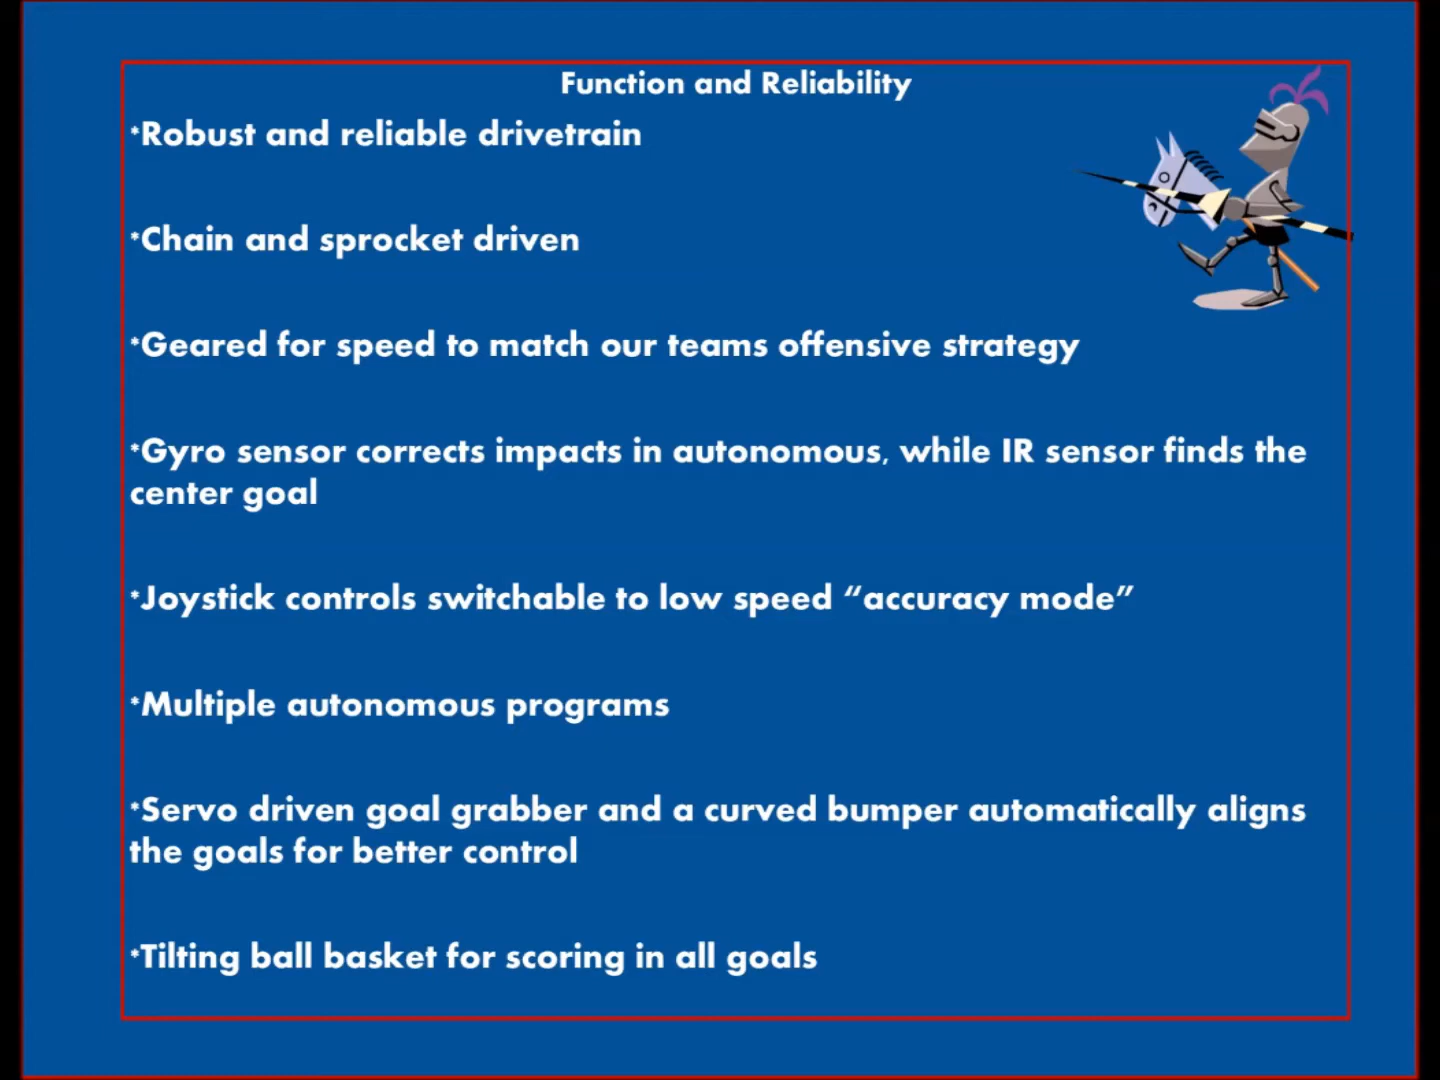 Function and Reliability
*Robust and reliable drivetrain
*Chain and sprocket driven
*Geared for speed to match our teams offensive strategy
*Gyro sensor corrects impacts in autonomous, while IR sensor finds the
center goal
*Joystick controls switchable to low speed “accuracy mode”
*Multiple autonomous programs
*Servo driven goal grabber and a curved bumper automatically aligns
the goals for better control
*Tilting ball basket for scoring in all goals